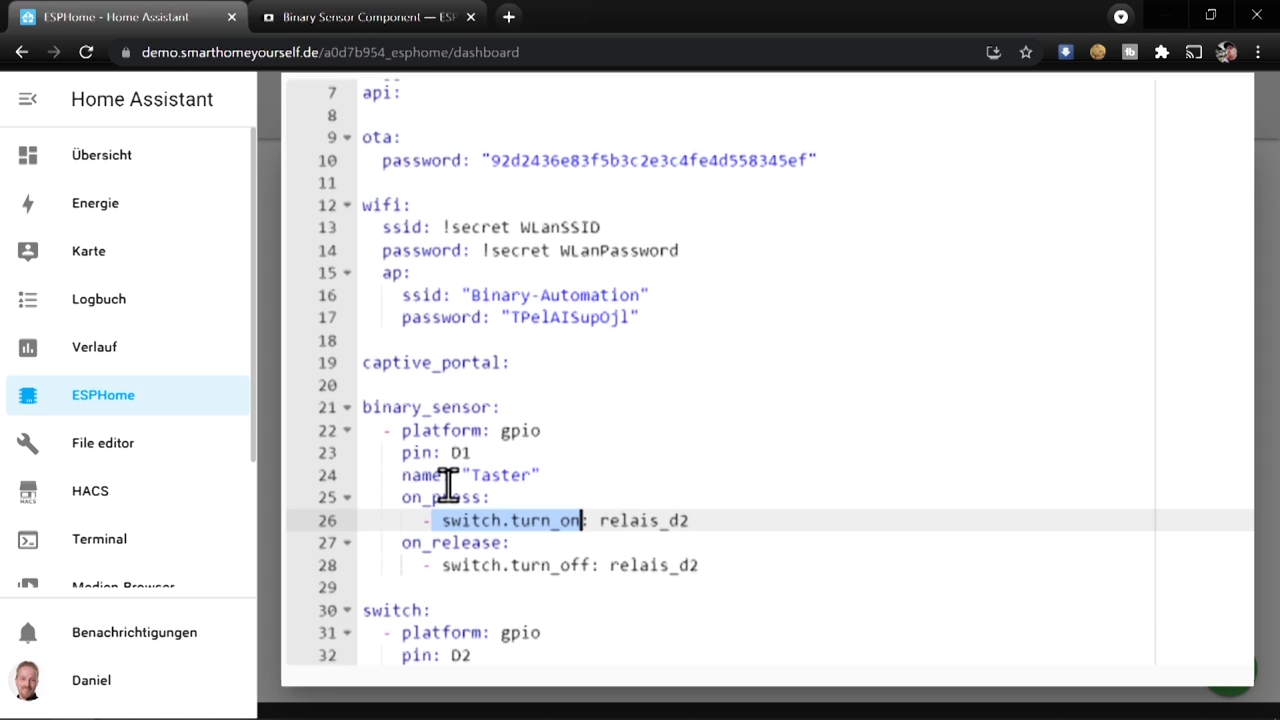 ESPHome - Home Assistant
Binary Sensor Component — ESP
demo.smarthomeyourself.de/a0d7b954_esphome/dashboard
Home Assistant
Übersicht
Energie
Karte
Logbuch
Verlauf
ESPHome
File editor
HACS
Terminal
Medien-Browser
Benachrichtigungen
Daniel
7 api:
8
9 ota:
10 password: "92d2436e83f5b3c2e3c4fe4d558345ef"
11
12 wifi:
13 ssid: !secret WLanSSID
14 password: !secret WLanPassword
15 ap:
16 ssid: "Binary-Automation"
17 password: "TPelAISupOjl"
18
19 captive_portal:
20
21 binary_sensor:
22 - platform: gpio
23 pin: D1
24 name: "Taster"
25 on_press:
26 - switch.turn_on: relais_d2
27 on_release:
28 - switch.turn_off: relais_d2
29
30 switch:
31 - platform: gpio
32 pin: D2